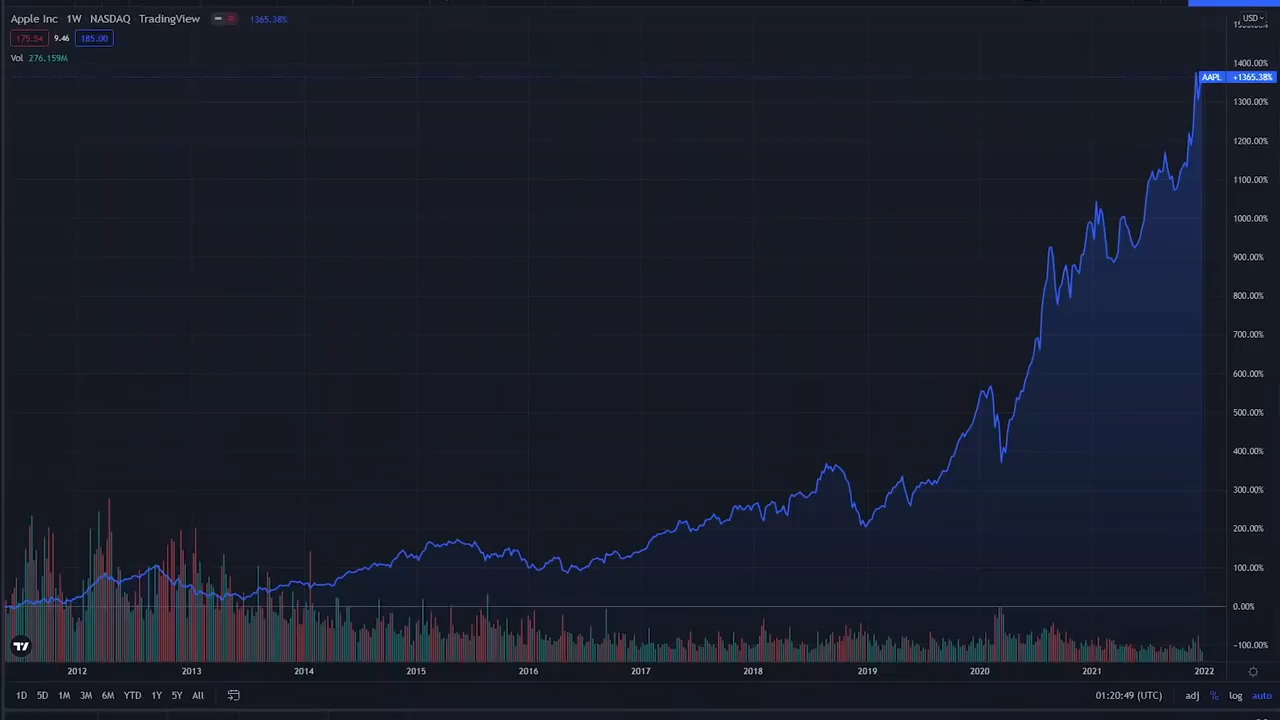 Apple Inc 1W NASDAQ TradingView 1365.38%
175.54 9.46 185.00
Vol 276.159M
USD
1400.00%
AAPL +1365.38%
1300.00%
1200.00%
1100.00%
1000.00%
900.00%
800.00%
700.00%
600.00%
500.00%
400.00%
300.00%
200.00%
100.00%
0.00%
-100.00%
2012 2013 2014 2015 2016 2017 2018 2019 2020 2021 2022
1D 5D 1M 3M 6M YTD 1Y 5Y All 01:20:49 (UTC) adj % log auto